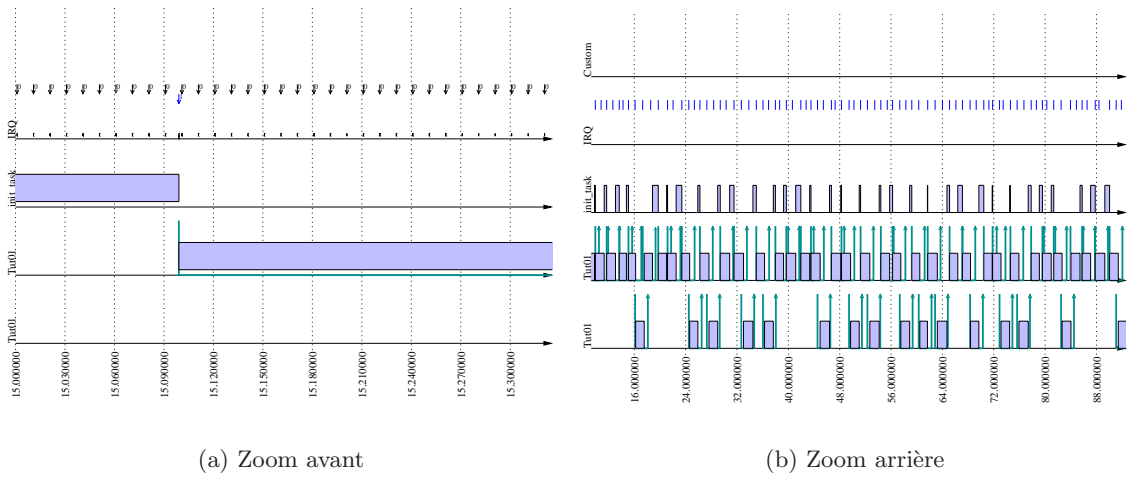 IRQ
init_task
Tut01
Tut01
15.000000
15.030000
15.060000
15.090000
15.120000
15.150000
15.180000
15.210000
15.240000
15.270000
15.300000
(a) Zoom avant
Custom
IRQ
init_task
Tut01
Tut01
16.000000
24.000000
32.000000
40.000000
48.000000
56.000000
64.000000
72.000000
80.000000
88.000000
(b) Zoom arrière